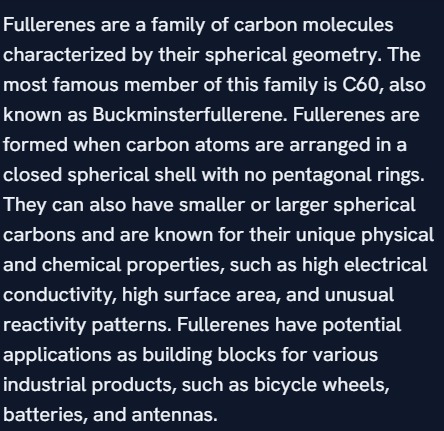 Fullerenes are a family of carbon molecules
characterized by their spherical geometry. The
most famous member of this family is C60, also
known as Buckminsterfullerene. Fullerenes are
formed when carbon atoms are arranged in a
closed spherical shell with no pentagonal rings.
They can also have smaller or larger spherical
carbons and are known for their unique physical
and chemical properties, such as high electrical
conductivity, high surface area, and unusual
reactivity patterns. Fullerenes have potential
applications as building blocks for various
industrial products, such as bicycle wheels,
batteries, and antennas.